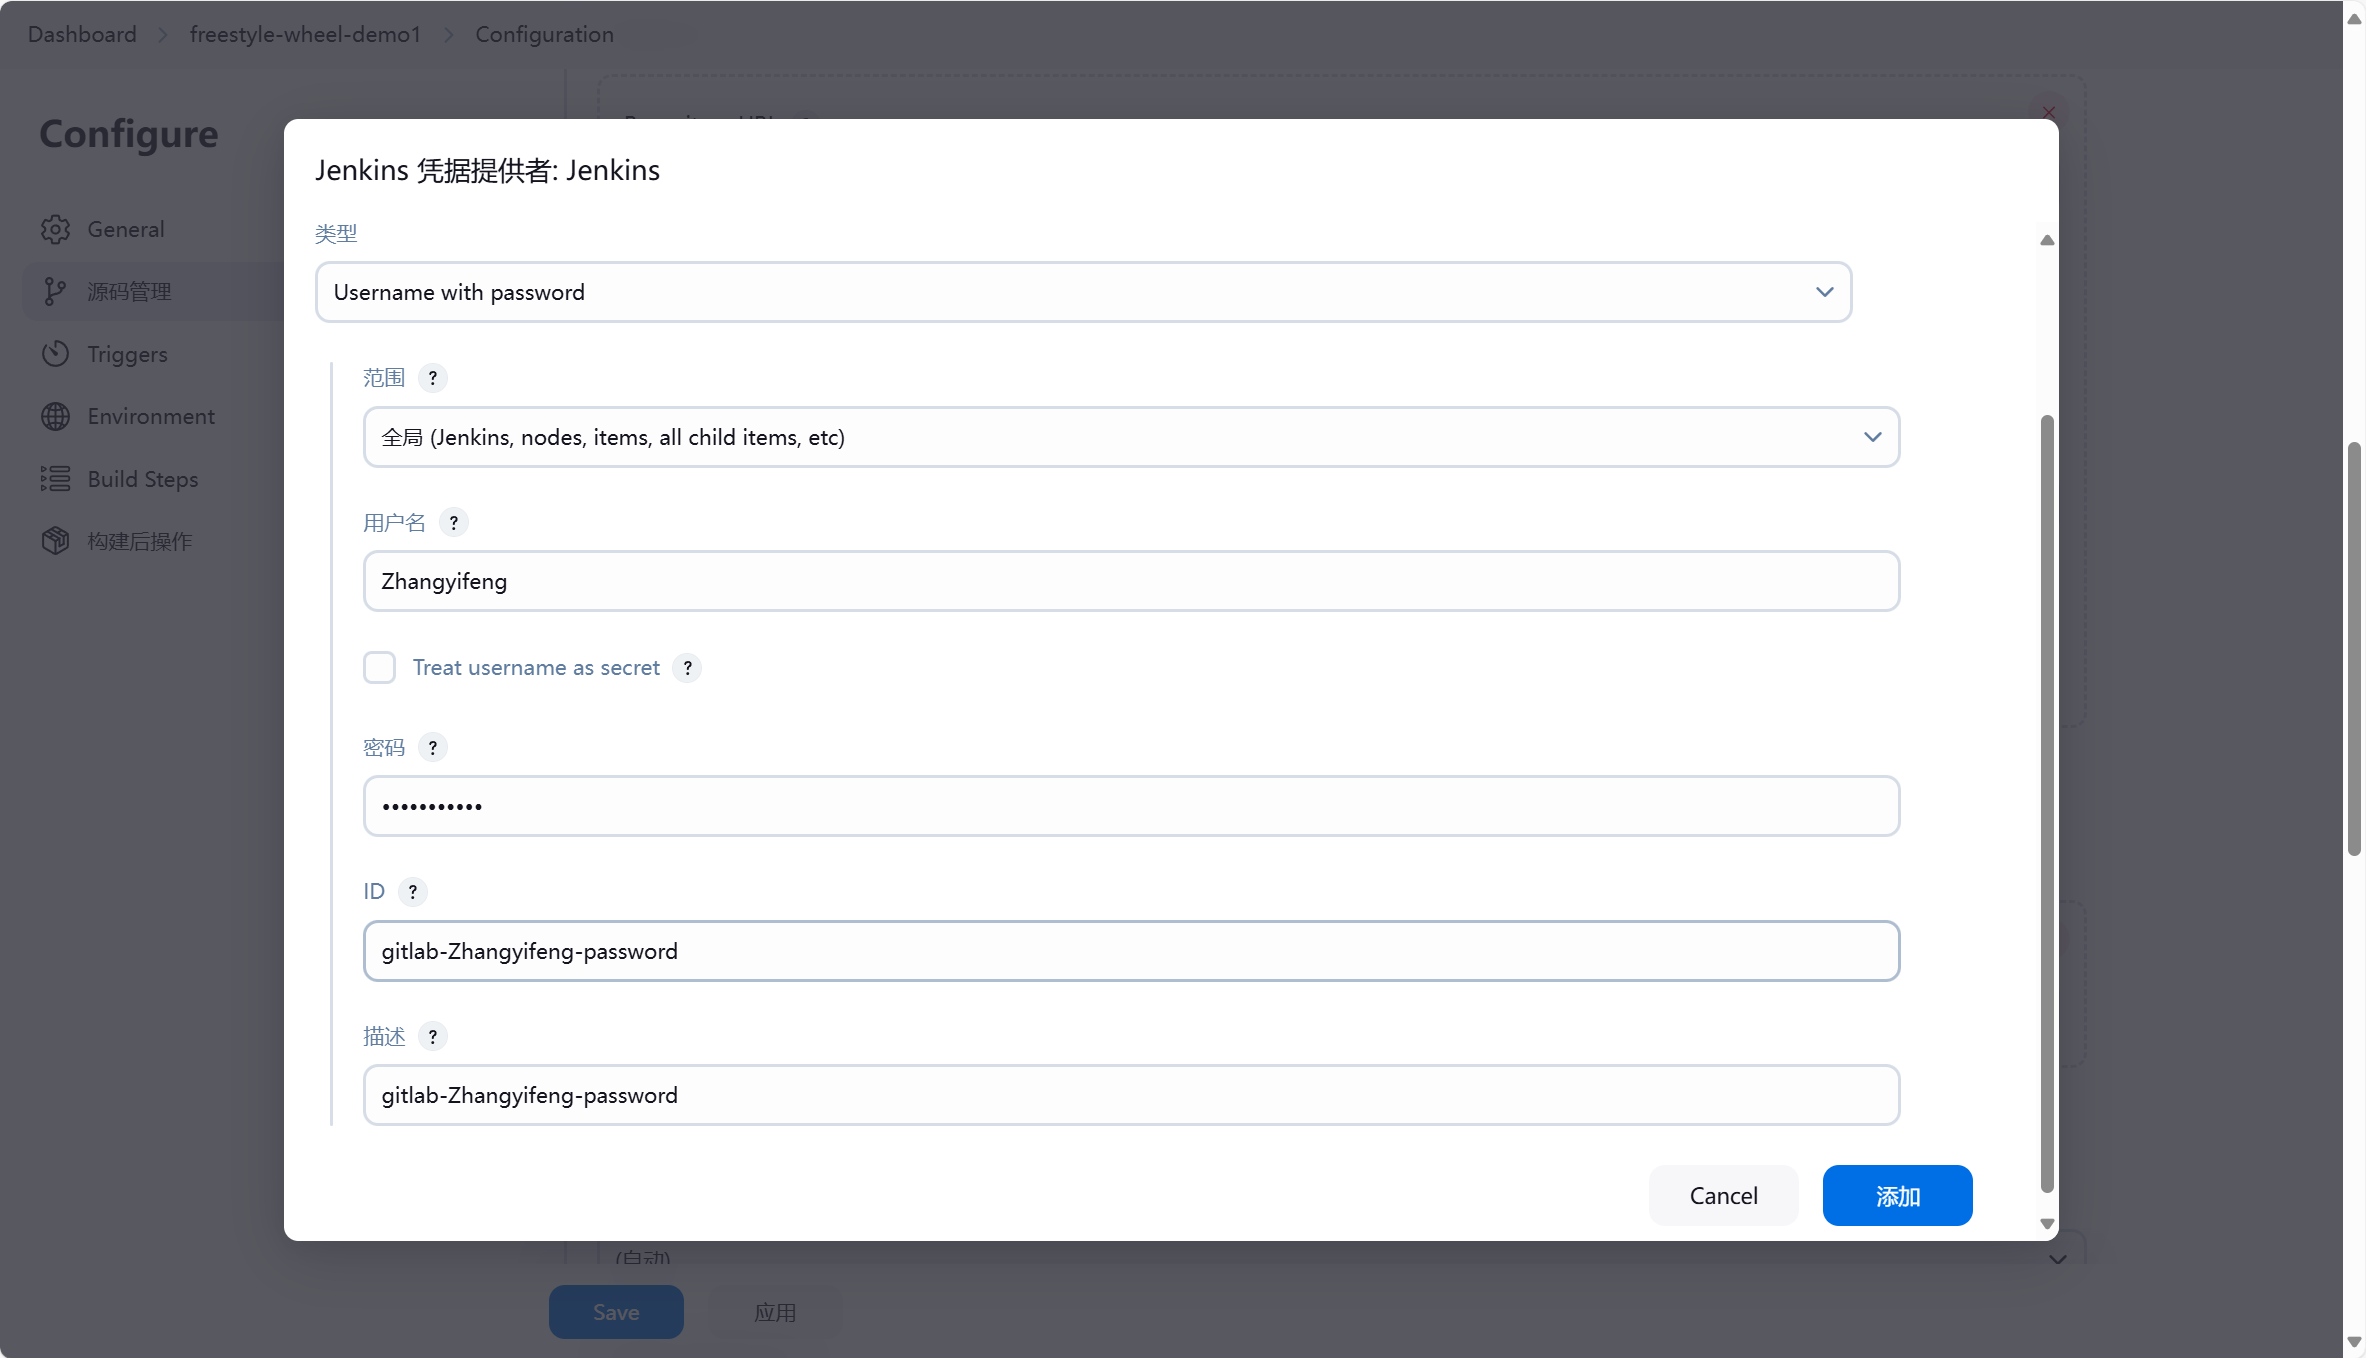 Dashboard > freestyle-wheel-demo1 > Configuration
Configure
General
源码管理
Triggers
Environment
Build Steps
构建后操作
Jenkins 凭据提供者: Jenkins
类型
Username with password
范围 ?
全局 (Jenkins, nodes, items, all child items, etc)
用户名 ?
Zhangyifeng
Treat username as secret ?
密码 ?
•••••••••••
ID ?
gitlab-Zhangyifeng-password
描述 ?
gitlab-Zhangyifeng-password
Cancel
添加
(自动)
Save
应用